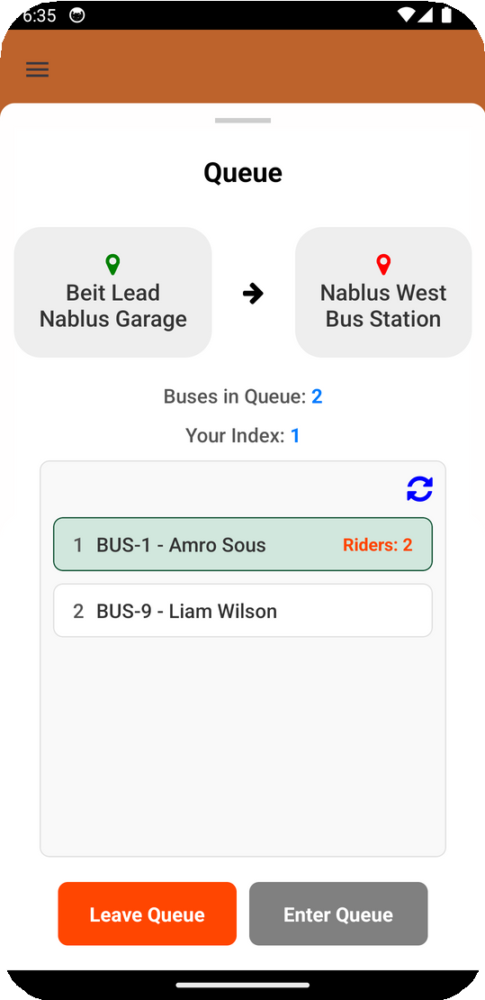 6:35
Queue
Beit Lead
Nablus Garage
Nablus West
Bus Station
Buses in Queue: 2
Your Index: 1
1 BUS-1 - Amro Sous Riders: 2
2 BUS-9 - Liam Wilson
Leave Queue Enter Queue